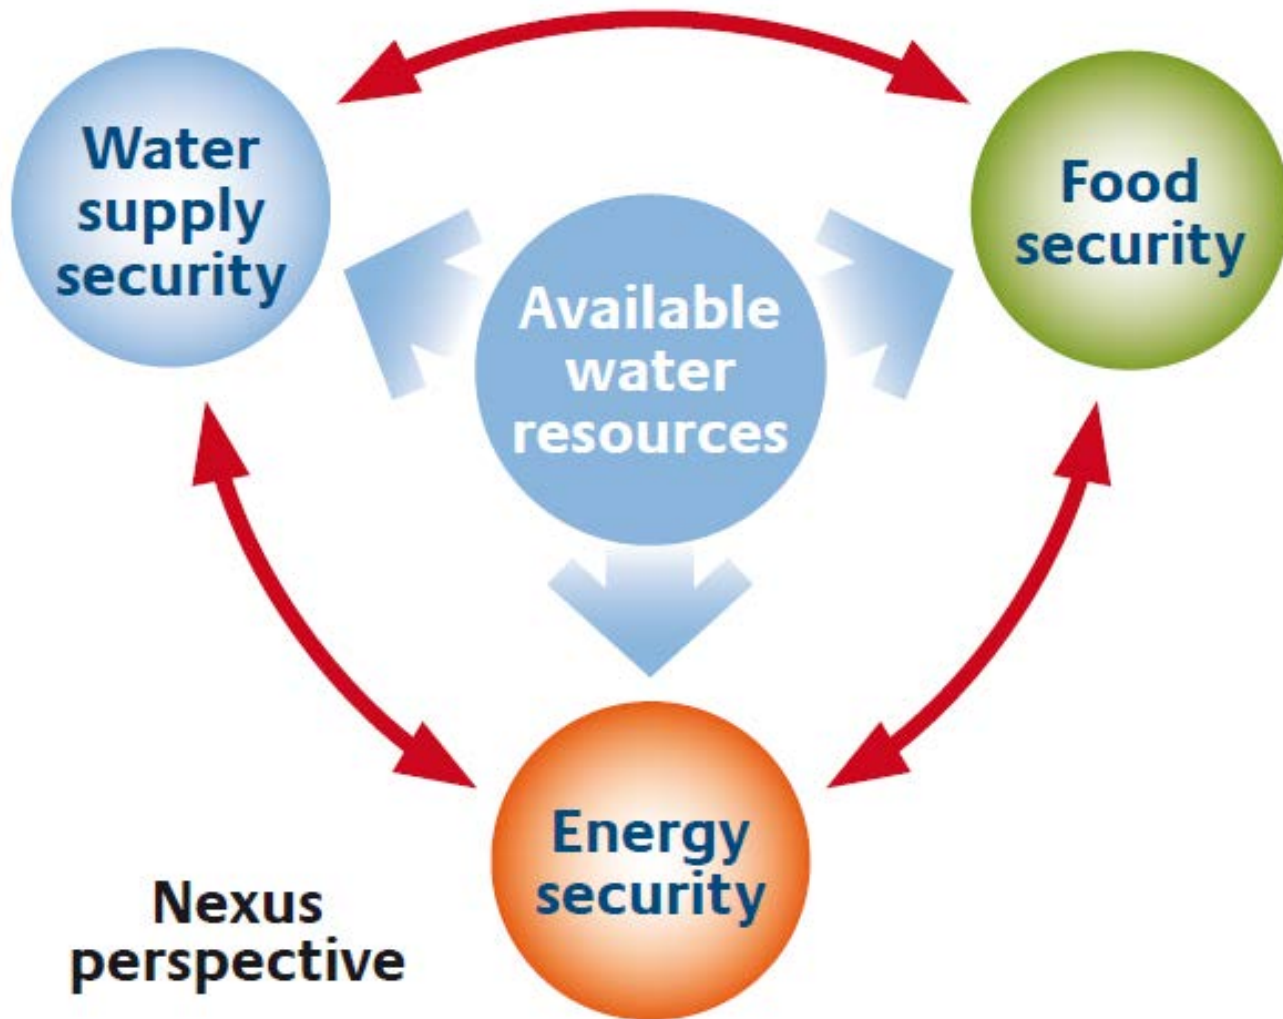 Water
supply
security
Food
security
Available
water
resources
Energy
security
Nexus
perspective